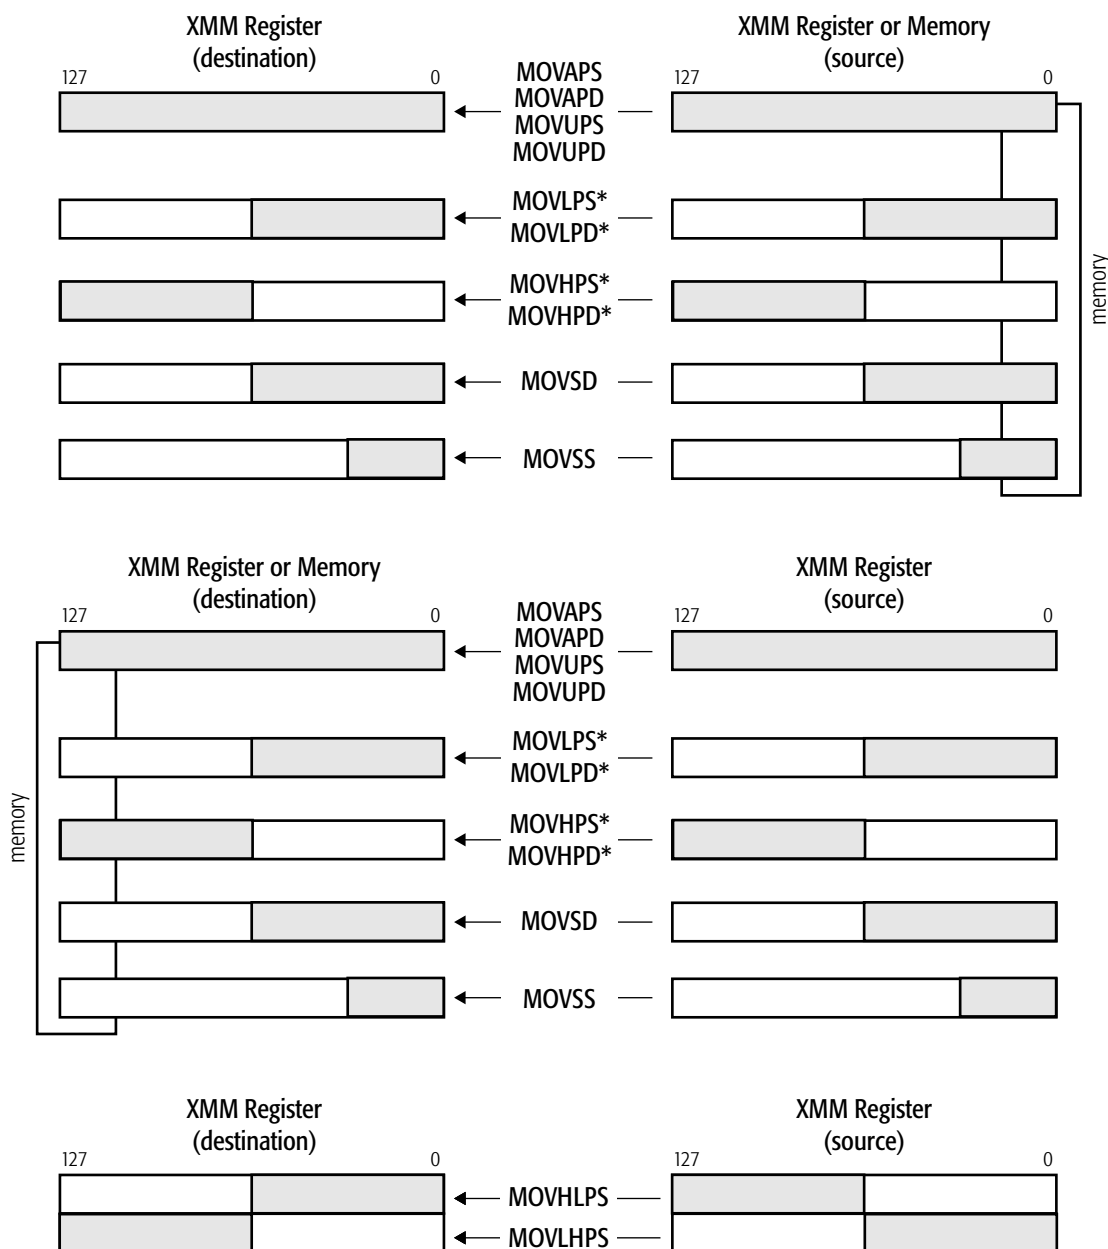 XMM Register
(destination)
XMM Register or Memory
(source)
127
0
127
0
MOVAPS
MOVAPD
MOVUPS
MOVUPD
MOVLPS*
MOVLPD*
MOVHPS*
MOVHPD*
MOVSD
MOVSS
memory
XMM Register or Memory
(destination)
XMM Register
(source)
127
0
127
0
MOVAPS
MOVAPD
MOVUPS
MOVUPD
MOVLPS*
MOVLPD*
MOVHPS*
MOVHPD*
MOVSD
MOVSS
memory
XMM Register
(destination)
XMM Register
(source)
127
0
127
0
MOVHLPS
MOVLHPS